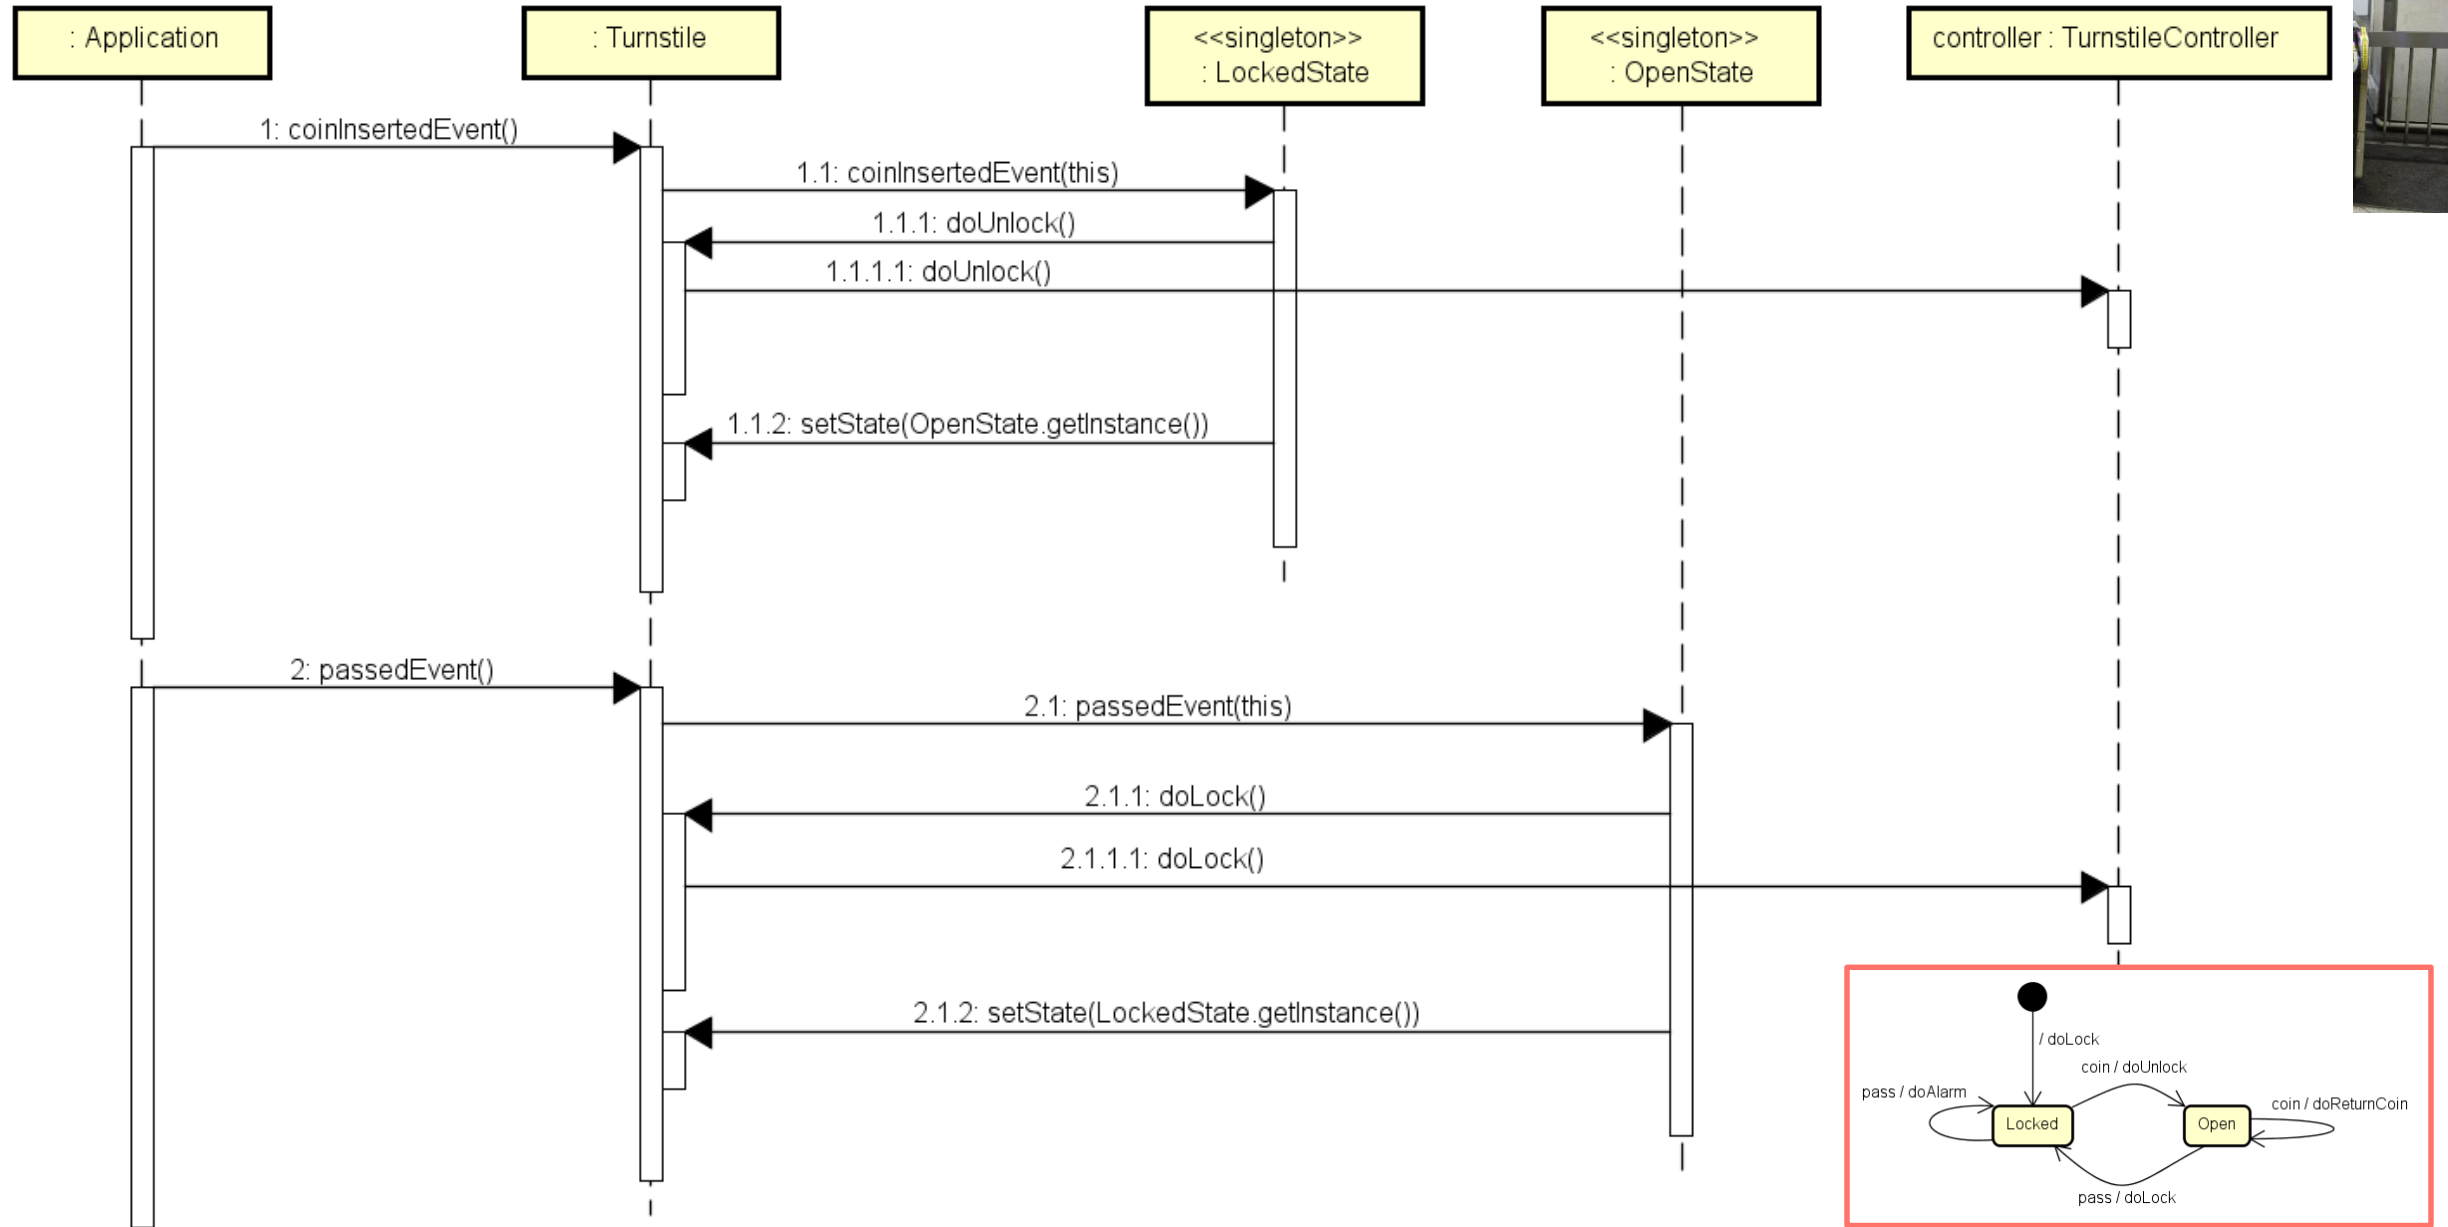 : Application
: Turnstile
<<singleton>>
: LockedState
<<singleton>>
: OpenState
controller : TurnstileController
1: coinInsertedEvent()
1.1: coinInsertedEvent(this)
1.1.1: doUnlock()
1.1.1.1: doUnlock()
1.1.2: setState(OpenState.getInstance())
2: passedEvent()
2.1: passedEvent(this)
2.1.1: doLock()
2.1.1.1: doLock()
2.1.2: setState(LockedState.getInstance())
/ doLock
coin / doUnlock
pass / doAlarm
coin / doReturnCoin
Locked
Open
pass / doLock